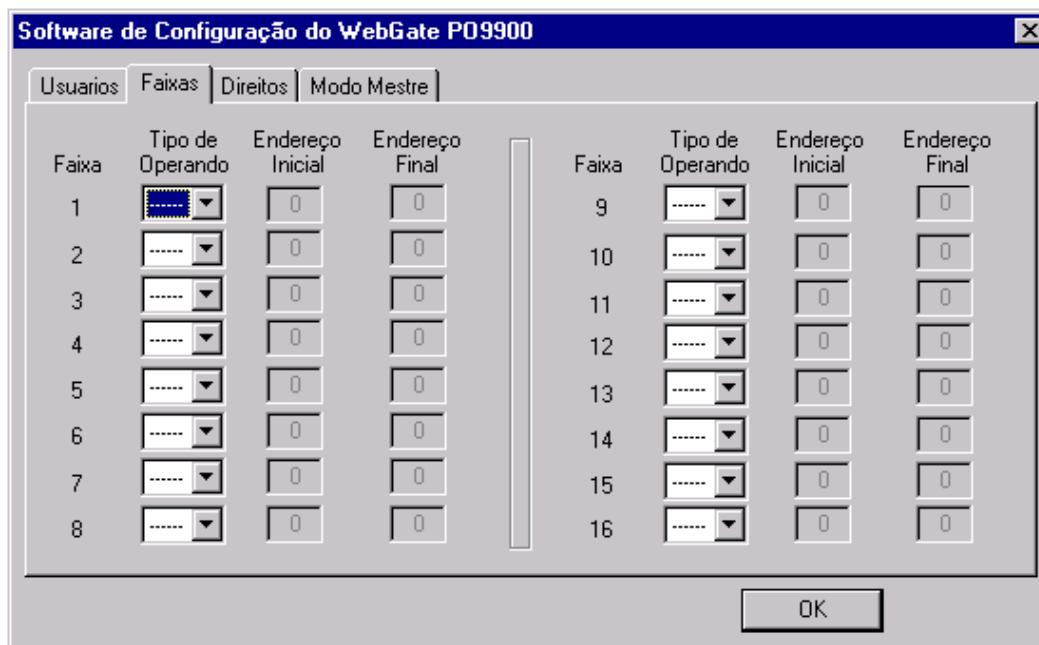 Software de Configuração do WebGate PO9900
Usuarios Faixas Direitos Modo Mestre
Faixa Tipo de Operando Endereço Inicial Endereço Final Faixa Tipo de Operando Endereço Inicial Endereço Final
1 ------ 0 0 9 ------ 0 0
2 ------ 0 0 10 ------ 0 0
3 ------ 0 0 11 ------ 0 0
4 ------ 0 0 12 ------ 0 0
5 ------ 0 0 13 ------ 0 0
6 ------ 0 0 14 ------ 0 0
7 ------ 0 0 15 ------ 0 0
8 ------ 0 0 16 ------ 0 0
OK